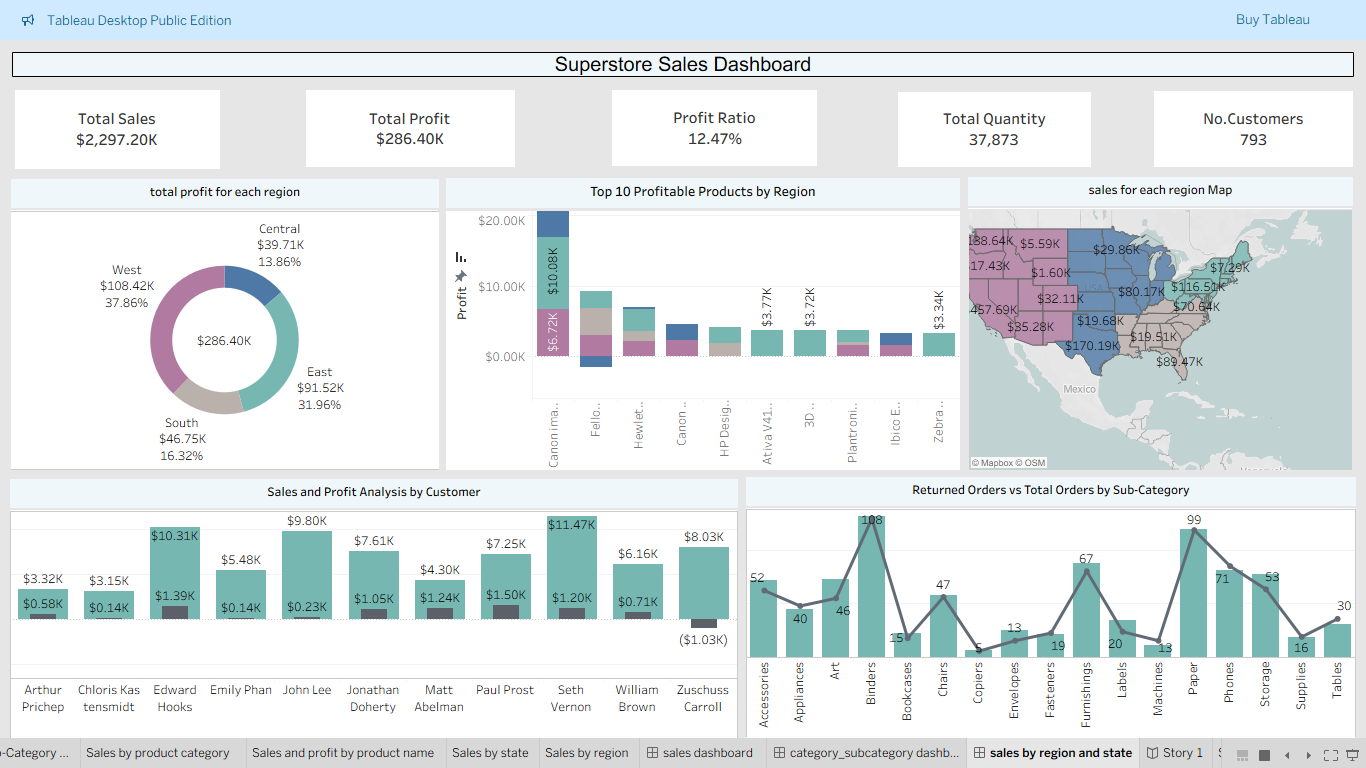 Tableau Desktop Public Edition
Buy Tableau
Superstore Sales Dashboard
Total Sales
$2,297.20K
Total Profit
$286.40K
Profit Ratio
12.47%
Total Quantity
37,873
No.Customers
793
total profit for each region
Central
$39.71K
13.86%
West
$108.42K
37.86%
$286.40K
East
$91.52K
31.96%
South
$46.75K
16.32%
Top 10 Profitable Products by Region
Profit
$20.00K
$10.00K
$0.00K
$10.08K
$6.72K
$3.77K
$3.72K
$3.34K
Canon ima..
Fello..
Hewlet..
Canon ..
HP Desig..
Ativa V41..
3D ..
Plantroni..
Ibico E..
Zebra ..
sales for each region Map
$5.59K
$29.86K
$7.29K
$1.60K
$116.51K
$32.11K
$80.17K
$70.64K
$35.28K
$19.68K
$19.51K
$170.19K
$89.47K
Mexico
© Mapbox © OSM
Sales and Profit Analysis by Customer
$3.32K
$0.58K
$3.15K
$0.14K
$10.31K
$1.39K
$5.48K
$0.14K
$9.80K
$0.23K
$7.61K
$1.05K
$4.30K
$1.24K
$7.25K
$1.50K
$11.47K
$1.20K
$6.16K
$0.71K
$8.03K
($1.03K)
Arthur
Prichep
Chloris Kas
tensmidt
Edward
Hooks
Emily Phan
John Lee
Jonathan
Doherty
Matt
Abelman
Paul Prost
Seth
Vernon
William
Brown
Zuschuss
Carroll
Returned Orders vs Total Orders by Sub-Category
52
40
46
108
15
47
5
13
19
67
20
13
99
71
53
16
30
Accessories
Appliances
Art
Binders
Bookcases
Chairs
Copiers
Envelopes
Fasteners
Furnishings
Labels
Machines
Paper
Phones
Storage
Supplies
Tables
-Category ...
Sales by product category
Sales and profit by product name
Sales by state
Sales by region
sales dashboard
category_subcategory dashb...
sales by region and state
Story 1